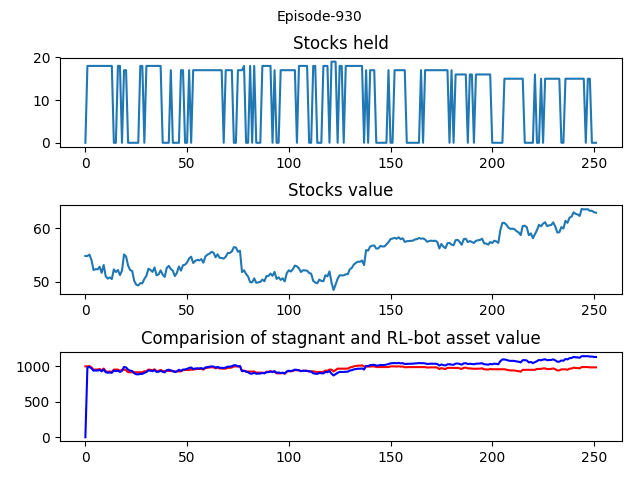 Episode-930
Stocks held
20
10
0
0 50 100 150 200 250
Stocks value
60
50
0 50 100 150 200 250
Comparision of stagnant and RL-bot asset value
1000
500
0
0 50 100 150 200 250